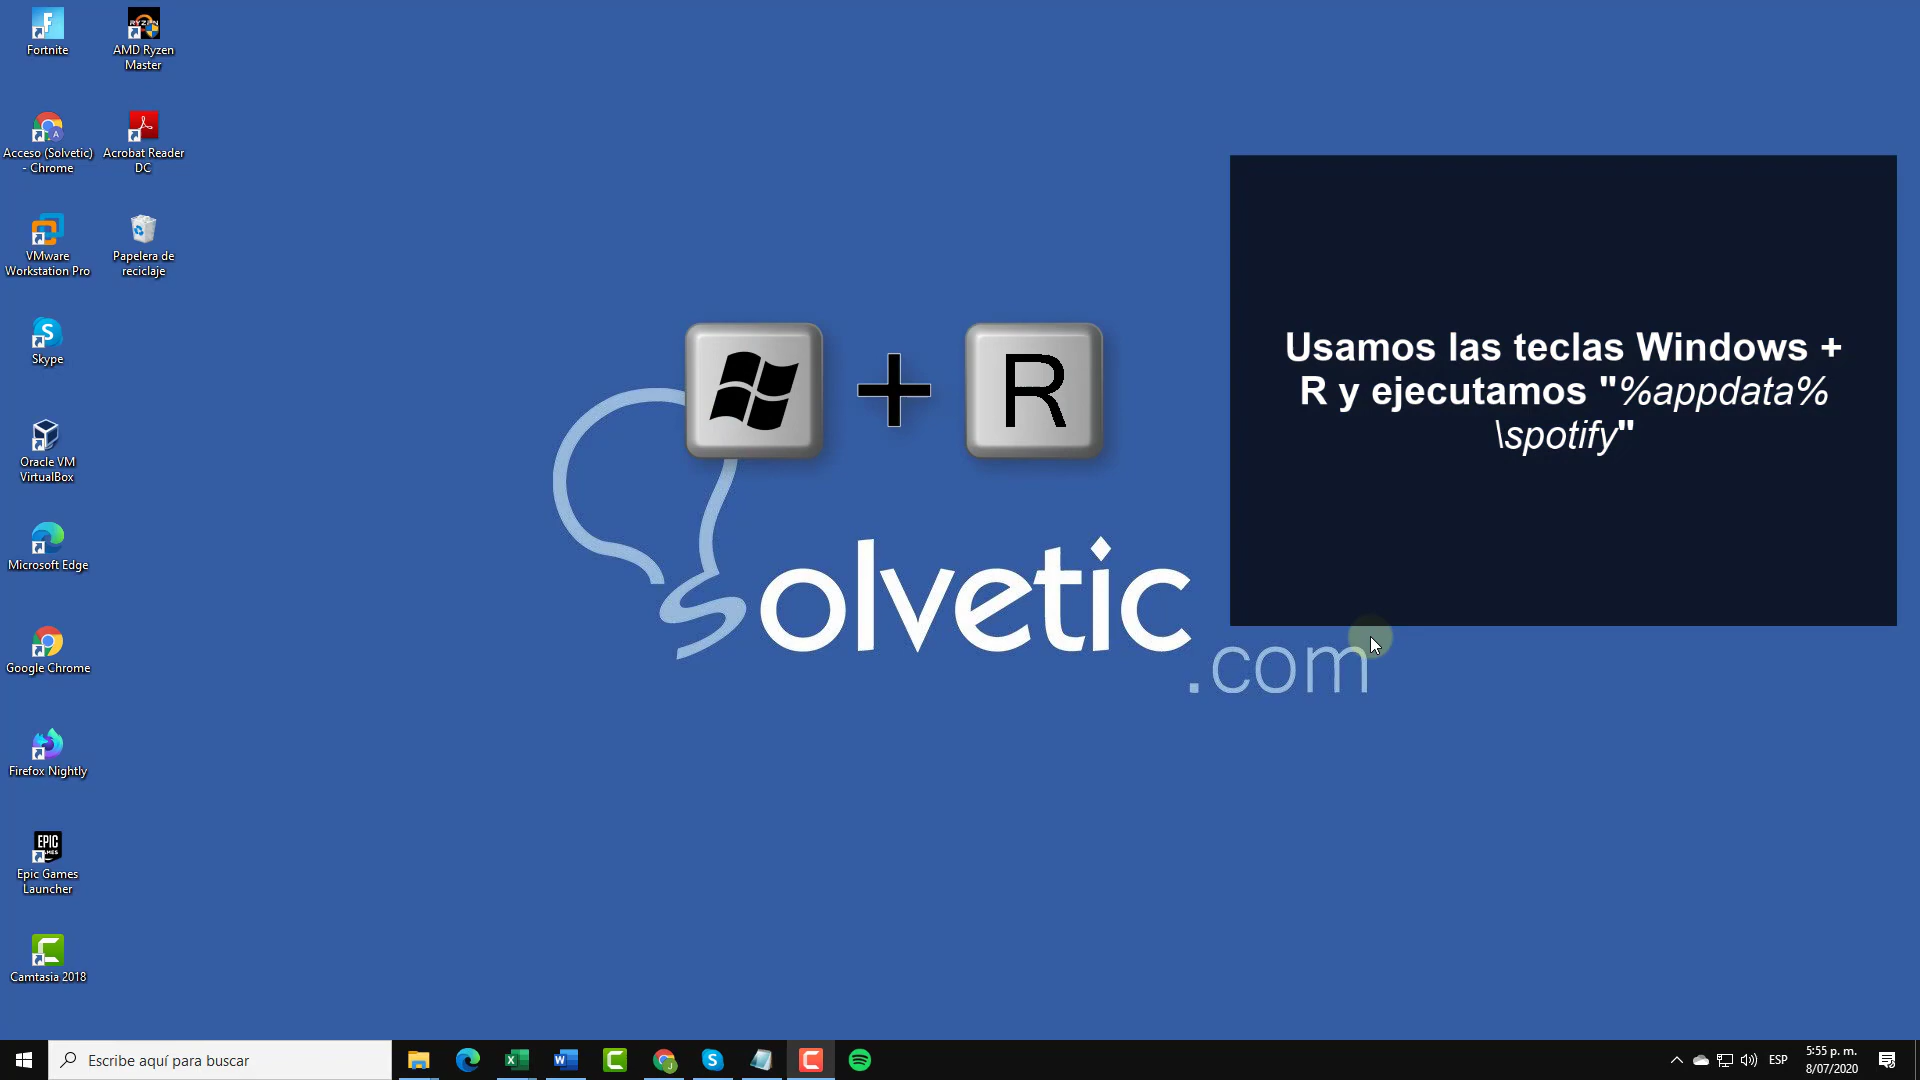 Fortnite
AMD Ryzen
Master
Acceso (Solvetic)
- Chrome
Acrobat Reader
DC
VMware
Workstation Pro
Papelera de
reciclaje
Skype
Oracle VM
VirtualBox
Microsoft Edge
Google Chrome
Firefox Nightly
EPIC
GAMES
Epic Games
Launcher
Camtasia 2018
R
Solvetic
.com
Usamos las teclas Windows +
R y ejecutamos "%appdata%
\spotify"
Escribe aquí para buscar
ESP
5:55 p. m.
8/07/2020